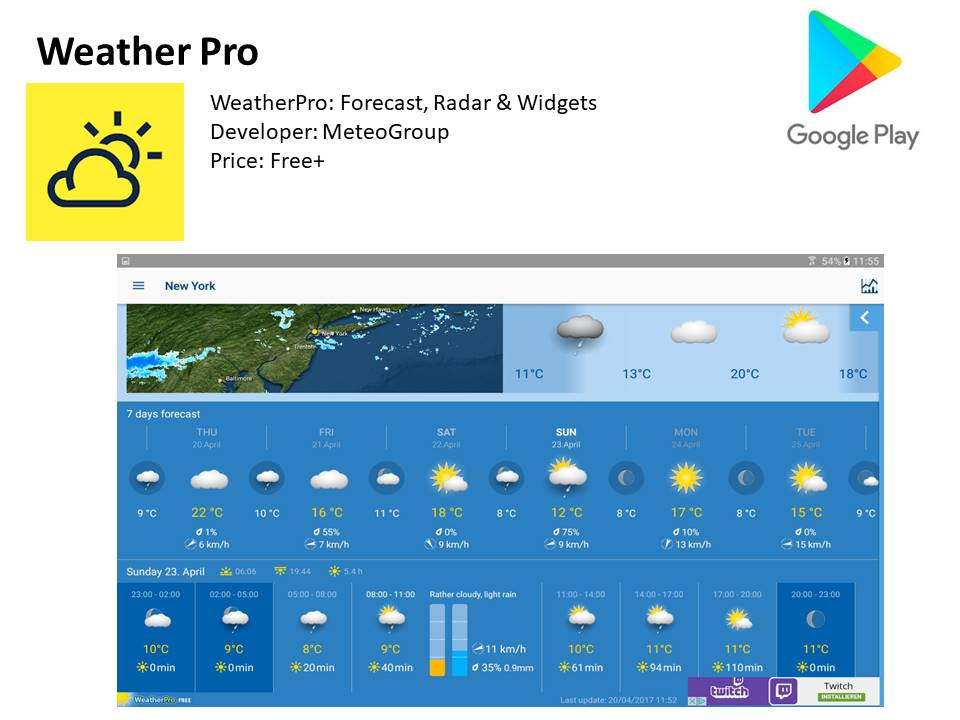 Weather Pro
WeatherPro: Forecast, Radar & Widgets
Developer: MeteoGroup
Price: Free+
Google Play
54% 11:55
New York
New Haven
New York
Trenton
Baltimore
11°C 13°C 20°C 18°C
7 days forecast
THU FRI SAT SUN MON TUE
20.April 21.April 22.April 23.April 24.April 25.April
9 °C 22 °C 10 °C 16 °C 11 °C 18 °C 8 °C 12 °C 8 °C 17 °C 8 °C 15 °C 9 °C
1% 55% 0% 75% 10% 0%
6 km/h 7 km/h 9 km/h 9 km/h 13 km/h 15 km/h
Sunday 23. April 06:06 19:44 5.4 h
23:00 - 02:00 02:00 - 05:00 05:00 - 08:00 08:00 - 11:00 Rather cloudy, light rain 11:00 - 14:00 14:00 - 17:00 17:00 - 20:00 20:00 - 23:00
10°C 9°C 8°C 9°C 11 km/h 10°C 11°C 11°C 11°C
0min 0min 20min 40min 35% 0.9mm 61min 94min 110min 0min
WeatherPro FREE
Last update: 20/04/2017 11:52
twitch
Twitch
INSTALLIEREN